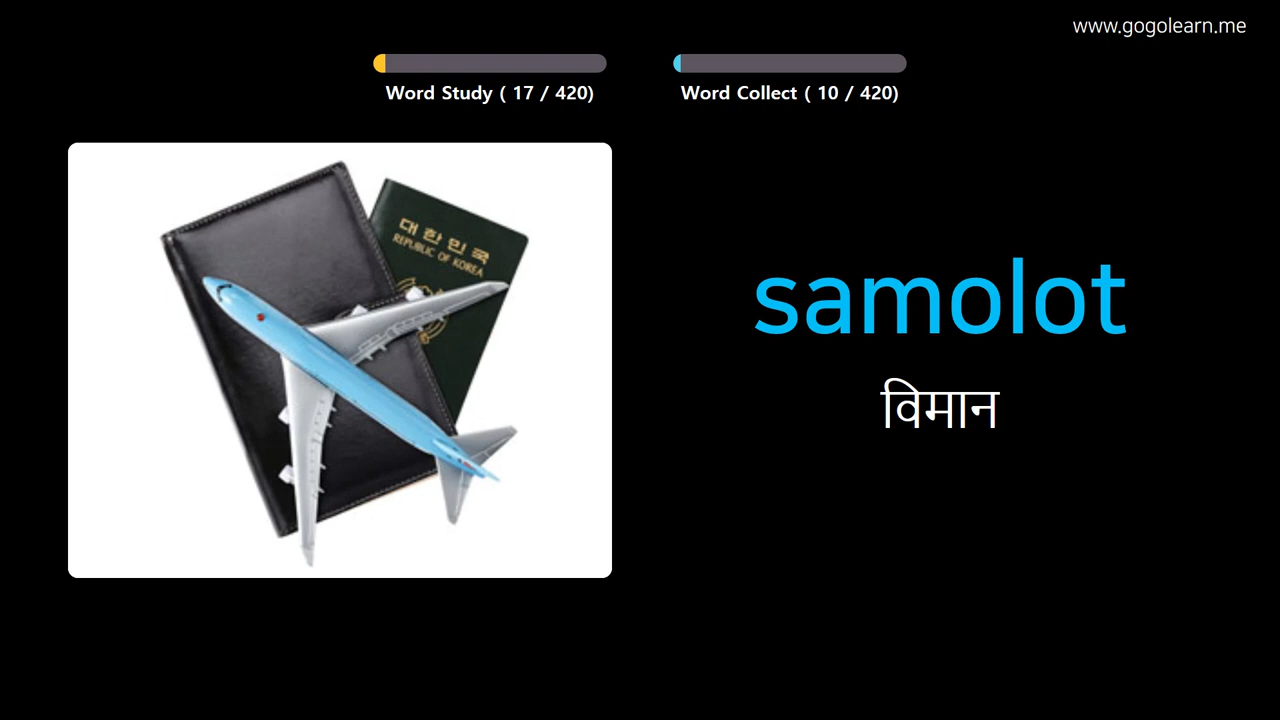 www.gogolearn.me
Word Study ( 17 / 420)
Word Collect ( 10 / 420)
대한민국
REPUBLIC OF KOREA
samolot
विमान